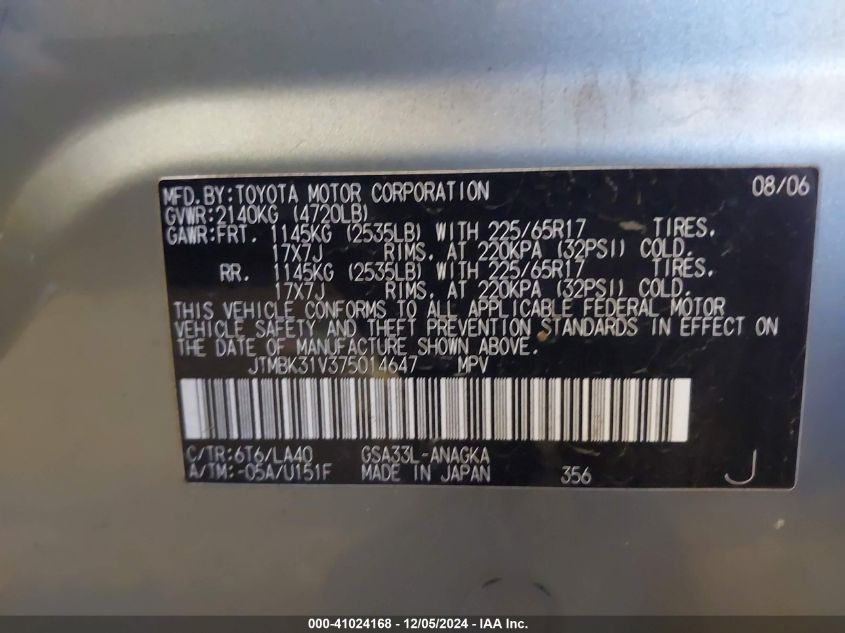 MFD.BY:TOYOTA MOTOR CORPORATION 08/06
GVWR:2140KG (4720LB)
GAWR:FRT. 1145KG (2535LB) WITH 225/65R17 TIRES.
17X7J RIMS. AT 220KPA (32PSI) COLD.
RR. 1145KG (2535LB) WITH 225/65R17 TIRES.
17X7J RIMS. AT 220KPA (32PSI) COLD.
THIS VEHICLE CONFORMS TO ALL APPLICABLE FEDERAL MOTOR
VEHICLE SAFETY AND THEFT PREVENTION STANDARDS IN EFFECT ON
THE DATE OF MANUFACTURE SHOWN ABOVE.
JTMBK31V375014647 MPV
C/TR:6T6/LA40 GSA33L-ANAGKA
A/TM:-05A/U151F MADE IN JAPAN 356 J
000-41024168 - 12/05/2024 - IAA Inc.